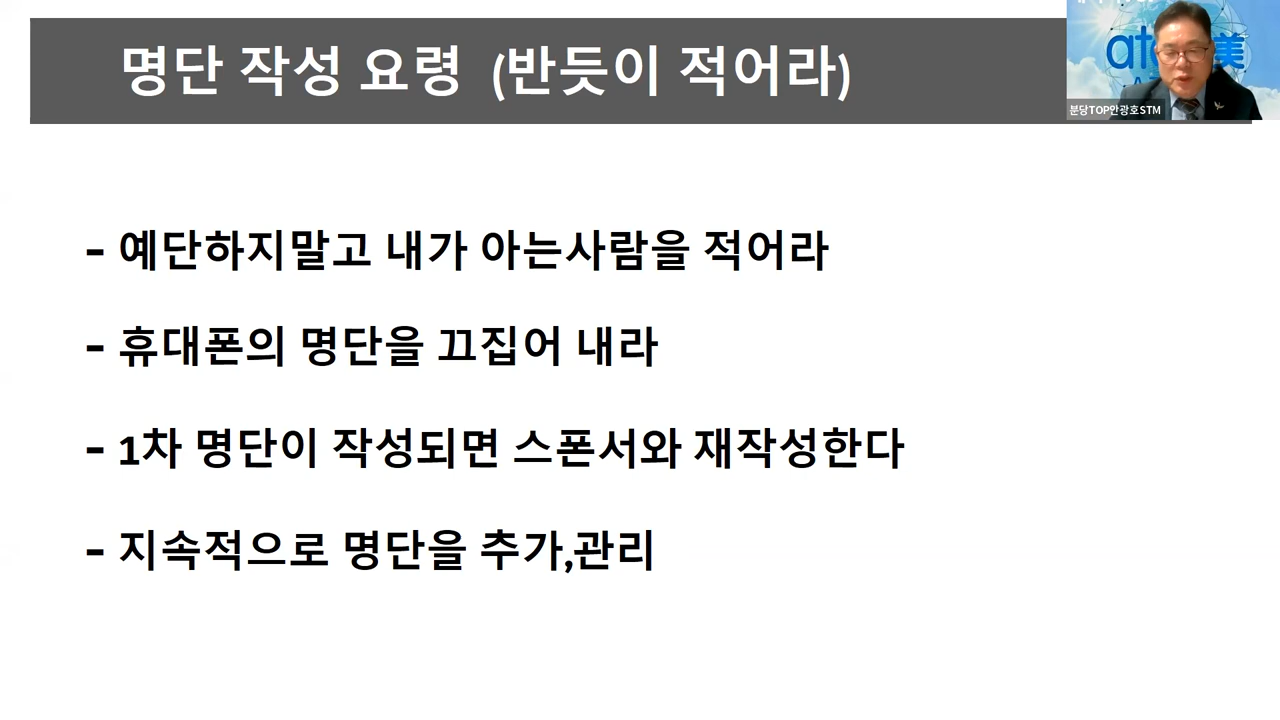 명단 작성 요령 (반듯이 적어라)
분당TOP안광호STM
- 예단하지말고 내가 아는사람을 적어라
- 휴대폰의 명단을 끄집어 내라
- 1차 명단이 작성되면 스폰서와 재작성한다
- 지속적으로 명단을 추가,관리